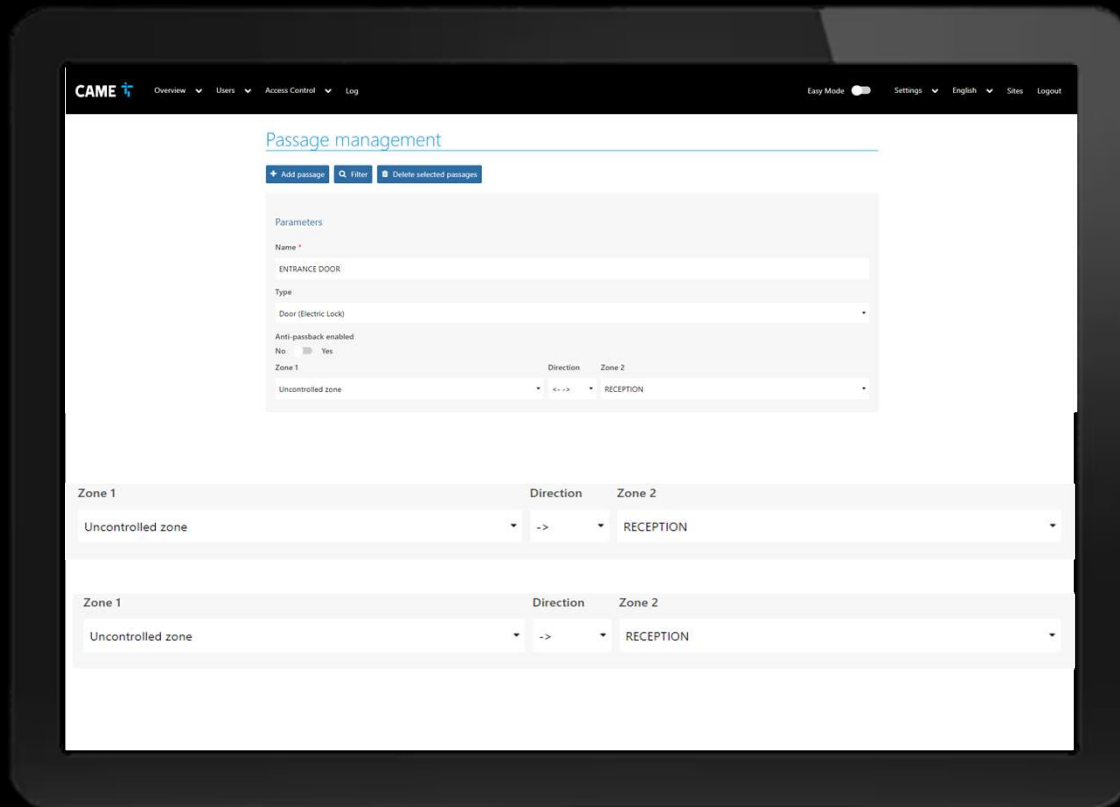 CAME Overview Users Access Control Log Easy Mode Settings English Sites Logout
Passage management
+ Add passage Filter Delete selected passages
Parameters
Name *
ENTRANCE DOOR
Type
Door (Electric Lock)
Anti-passback enabled
No Yes
Zone 1 Direction Zone 2
Uncontrolled zone <- -> RECEPTION
Zone 1 Direction Zone 2
Uncontrolled zone -> RECEPTION
Zone 1 Direction Zone 2
Uncontrolled zone -> RECEPTION